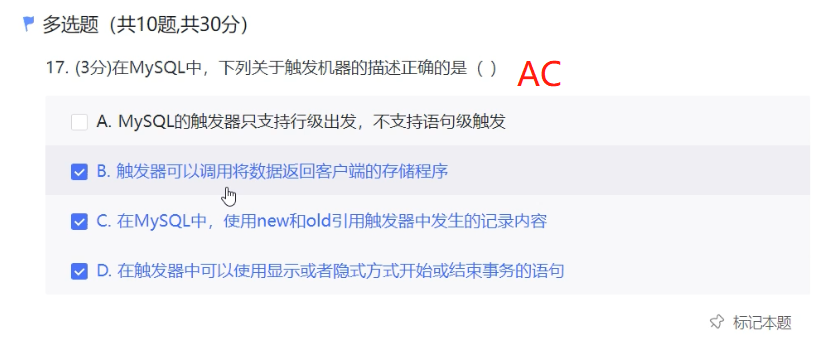 多选题（共10题,共30分）
17. (3分)在MySQL中，下列关于触发机器的描述正确的是（ ） AC
A. MySQL的触发器只支持行级出发，不支持语句级触发
B. 触发器可以调用将数据返回客户端的存储程序
C. 在MySQL中，使用new和old引用触发器中发生的记录内容
D. 在触发器中可以使用显示或者隐式方式开始或结束事务的语句
标记本题